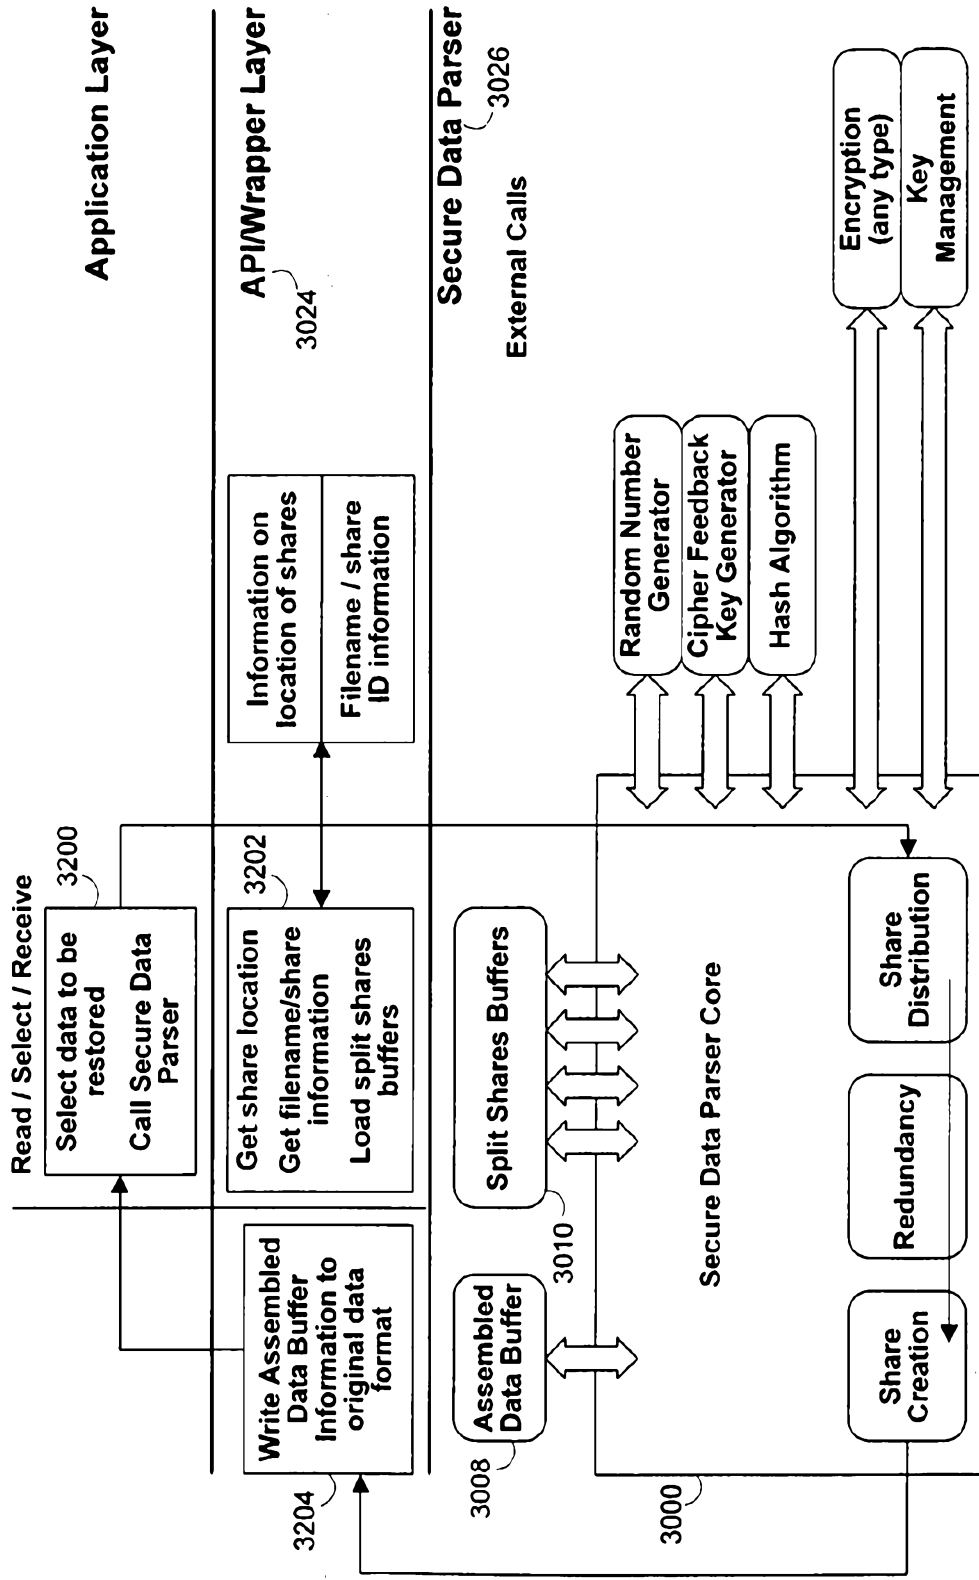 Application Layer
Read / Select / Receive
3200
Select data to be
restored
Call Secure Data
Parser
API/Wrapper Layer
3024
Write Assembled
Data Buffer
Information to
original data
format
3204
3202
Get share location
Get filename/share
information
Load split shares
buffers
Information on
location of shares
Filename / share
ID information
Secure Data Parser
3026
External Calls
Assembled
Data Buffer
3008
Split Shares Buffers
3010
Secure Data Parser Core
3000
Share
Creation
Redundancy
Share
Distribution
Random Number
Generator
Cipher Feedback
Key Generator
Hash Algorithm
Encryption
(any type)
Key
Management